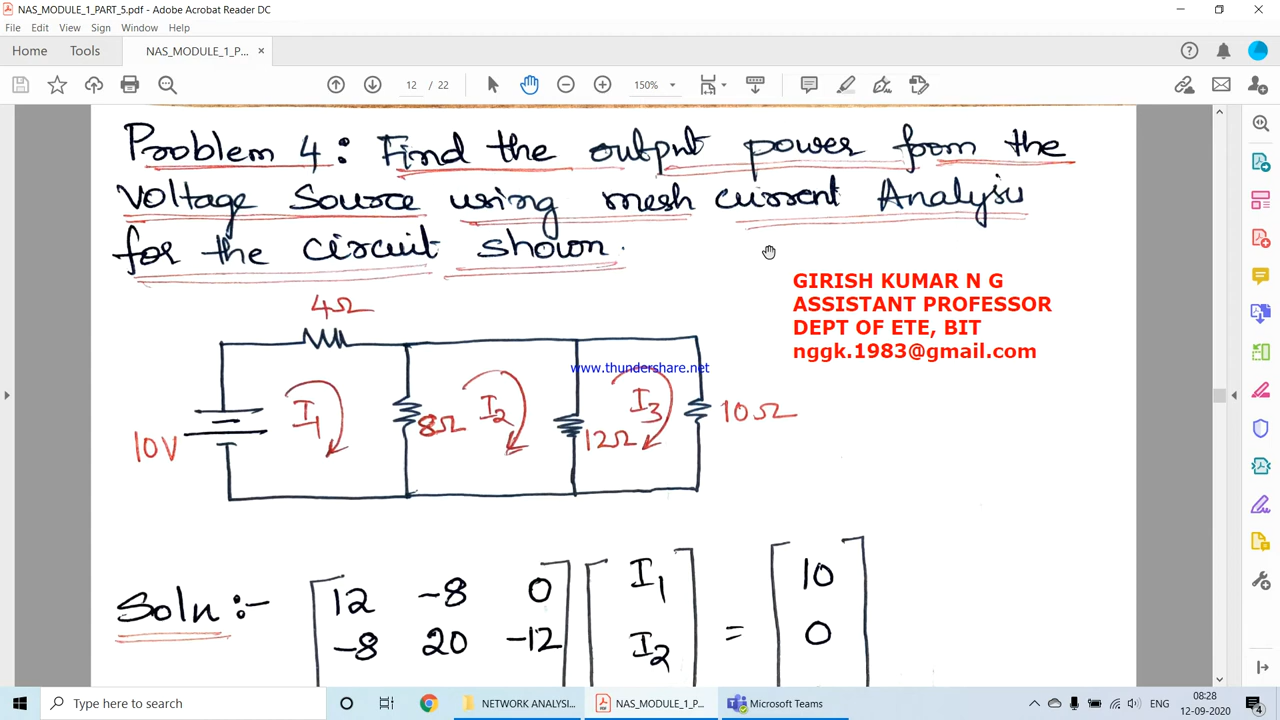 NAS_MODULE_1_PART_5.pdf - Adobe Acrobat Reader DC
File Edit View Sign Window Help
Home Tools NAS_MODULE_1_P... ×
12 / 22 150%
Problem 4 : Find the output power from the
Voltage Source using mesh current Analysis
for the circuit shown.
GIRISH KUMAR N G
ASSISTANT PROFESSOR
DEPT OF ETE, BIT
nggk.1983@gmail.com
4Ω
www.thundershare.net
10V I1 8Ω I2 12Ω I3 10Ω
Soln :- 12 -8 0 I1 = 10
-8 20 -12 I2 0
Type here to search NETWORK ANALYSI... NAS_MODULE_1_P... Microsoft Teams ENG 08:28
12-09-2020 4